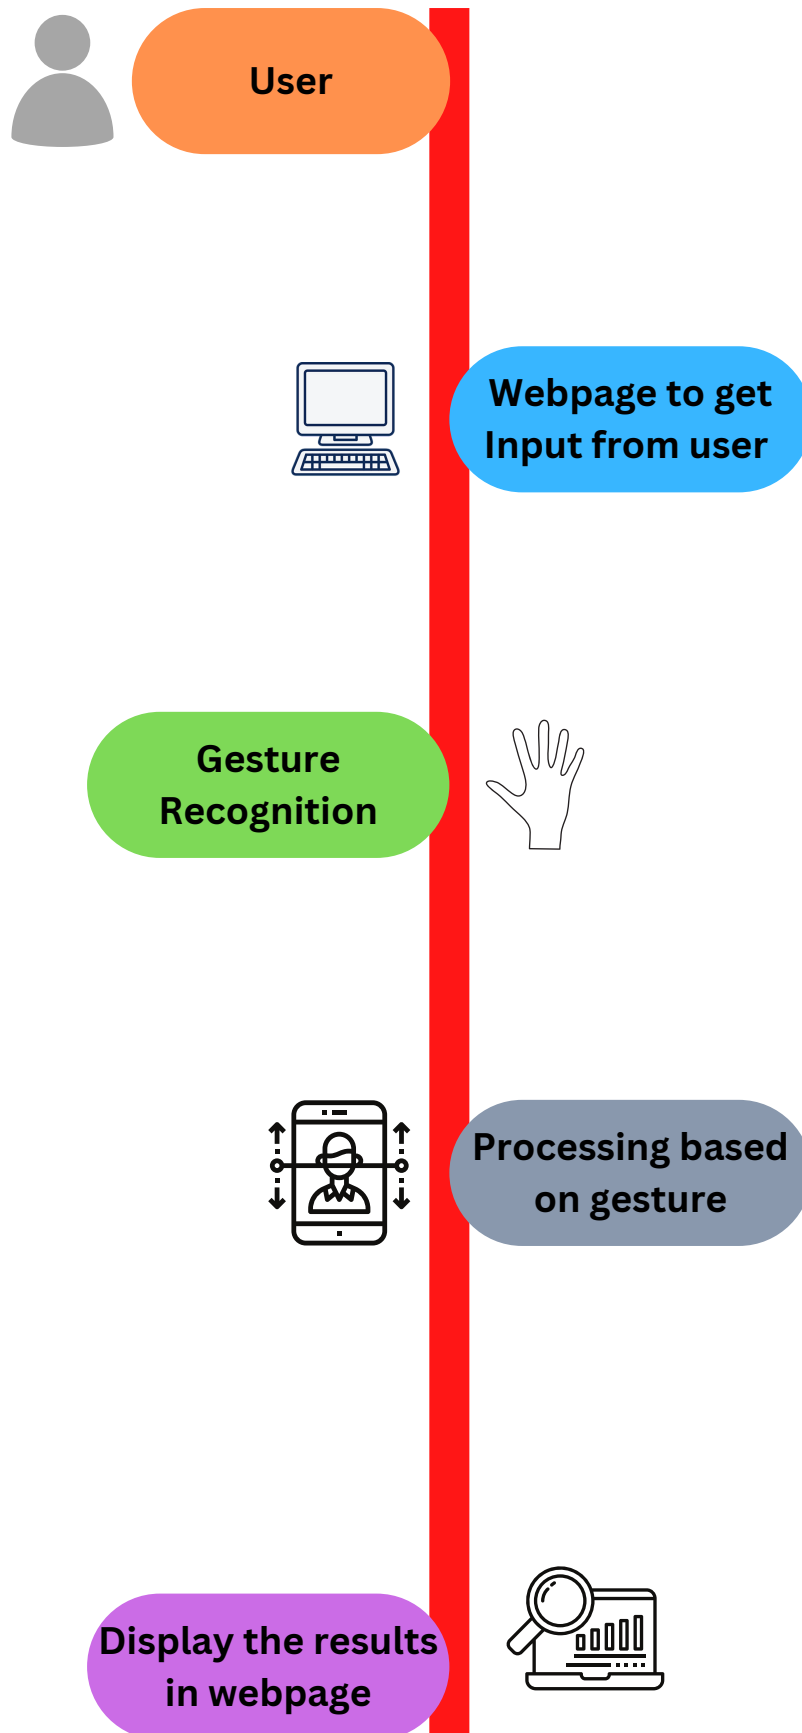 User
Webpage to get
Input from user
Gesture
Recognition
Processing based
on gesture
Display the results
in webpage